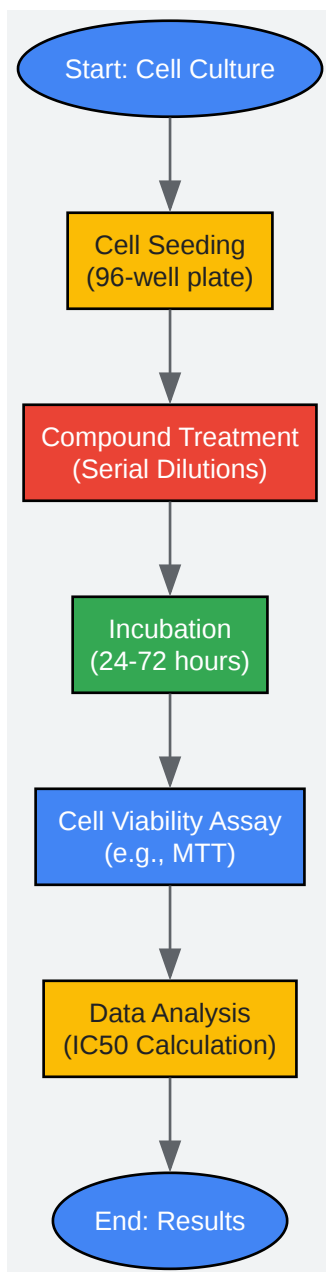 Start: Cell Culture
Cell Seeding
(96-well plate)
Compound Treatment
(Serial Dilutions)
Incubation
(24-72 hours)
Cell Viability Assay
(e.g., MTT)
Data Analysis
(IC50 Calculation)
End: Results